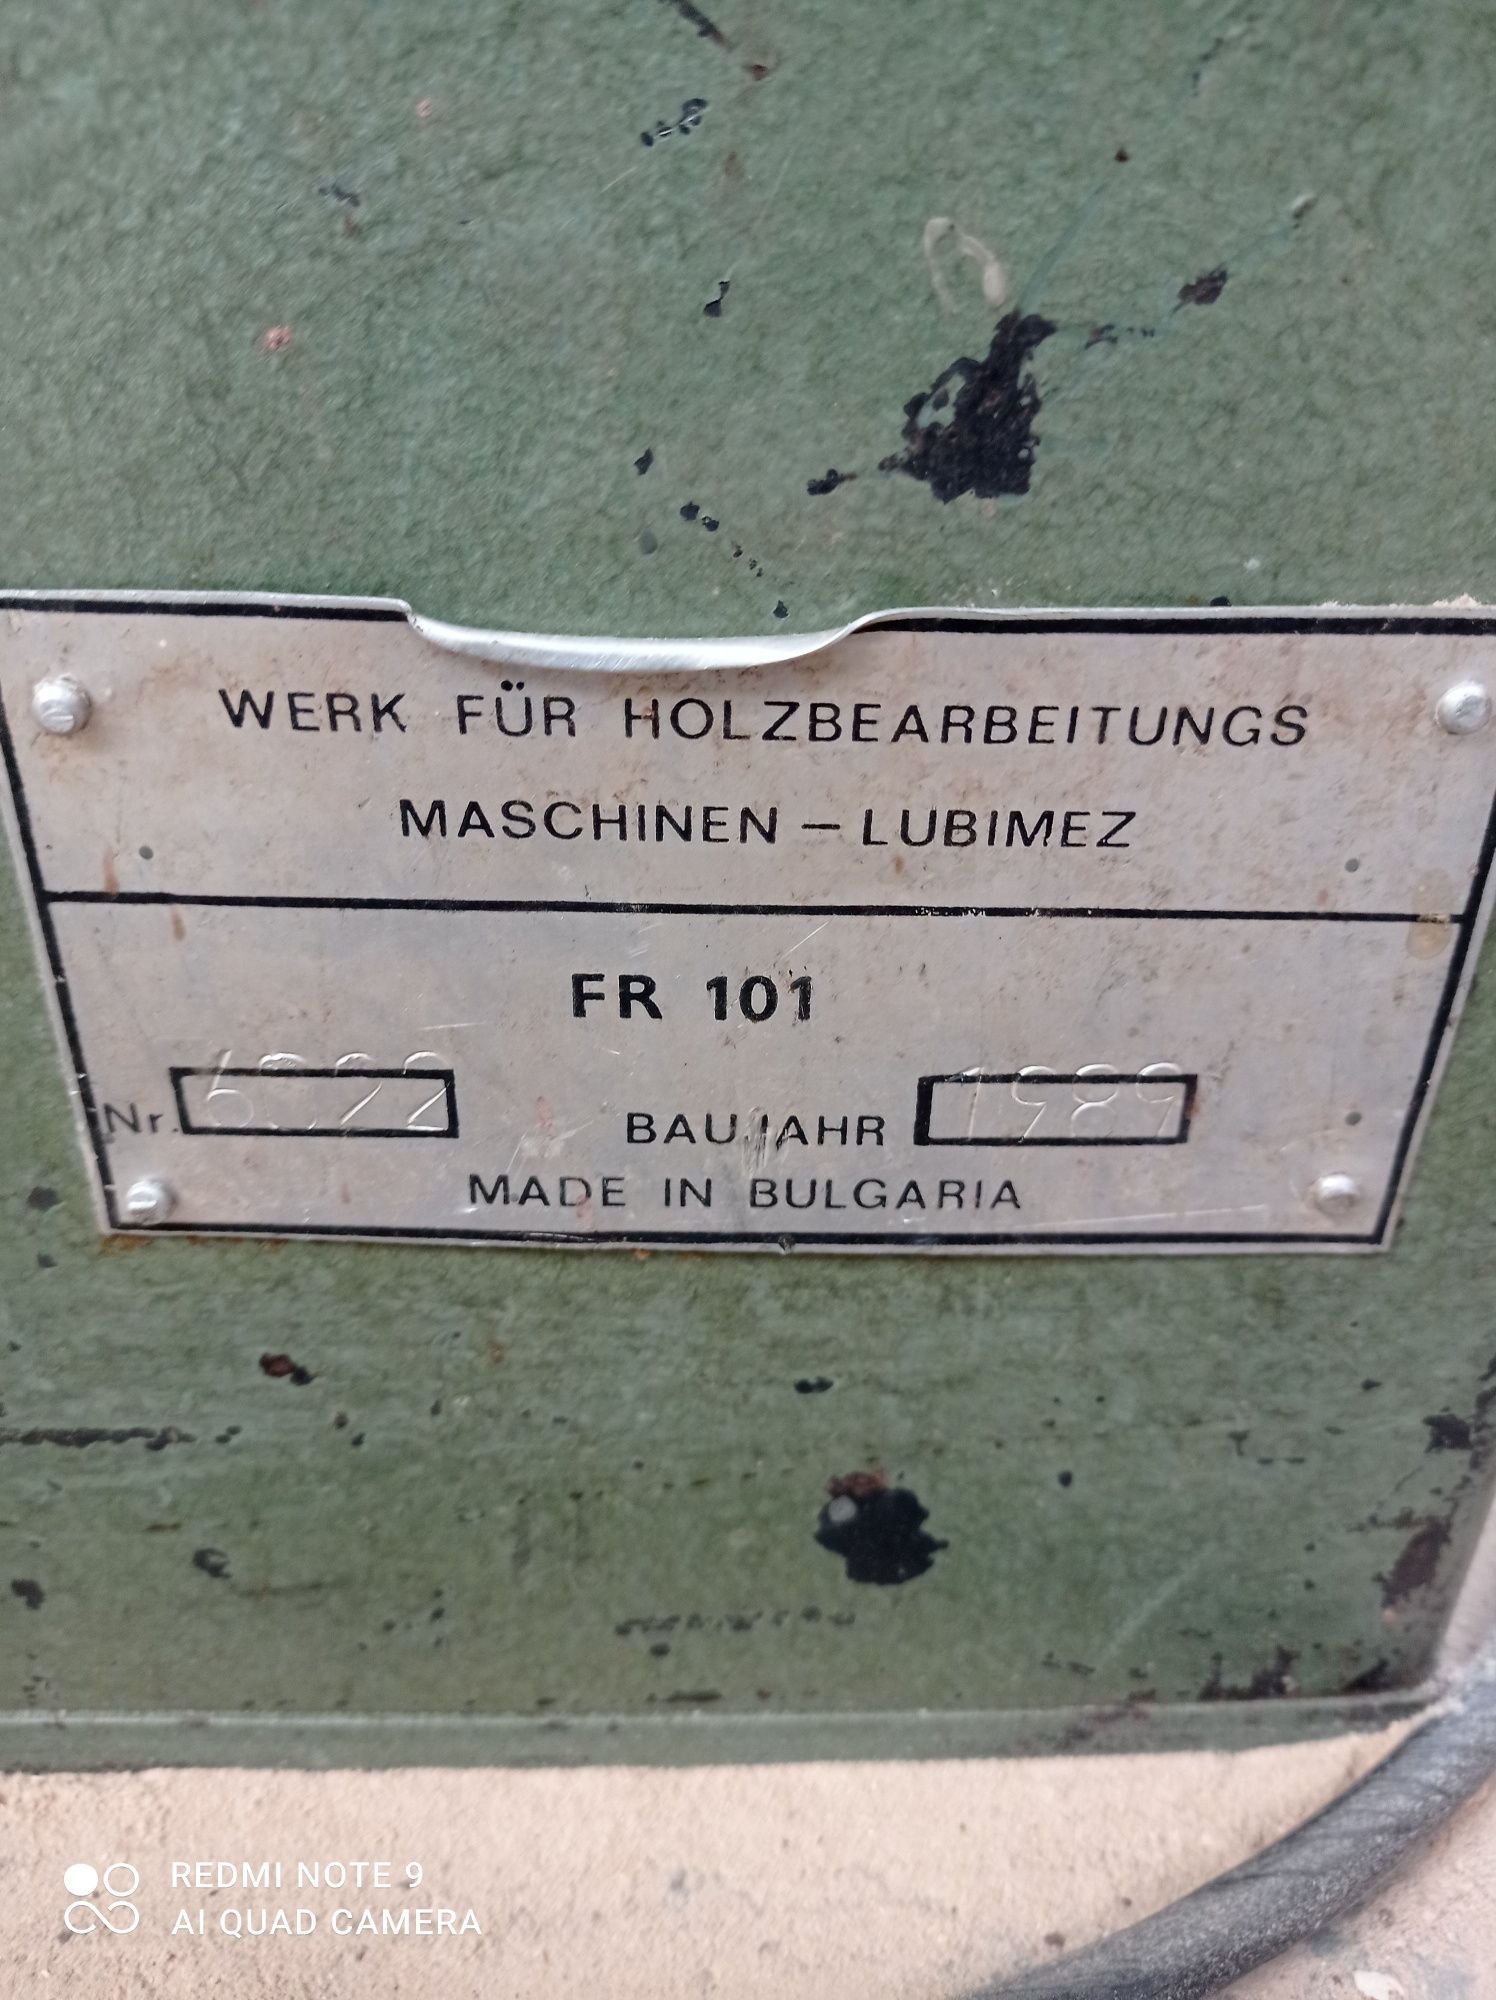 WERK FÜR HOLZBEARBEITUNGS
MASCHINEN – LUBIMEZ
FR 101
Nr. BAUJAHR 1989
MADE IN BULGARIA
REDMI NOTE 9
AI QUAD CAMERA